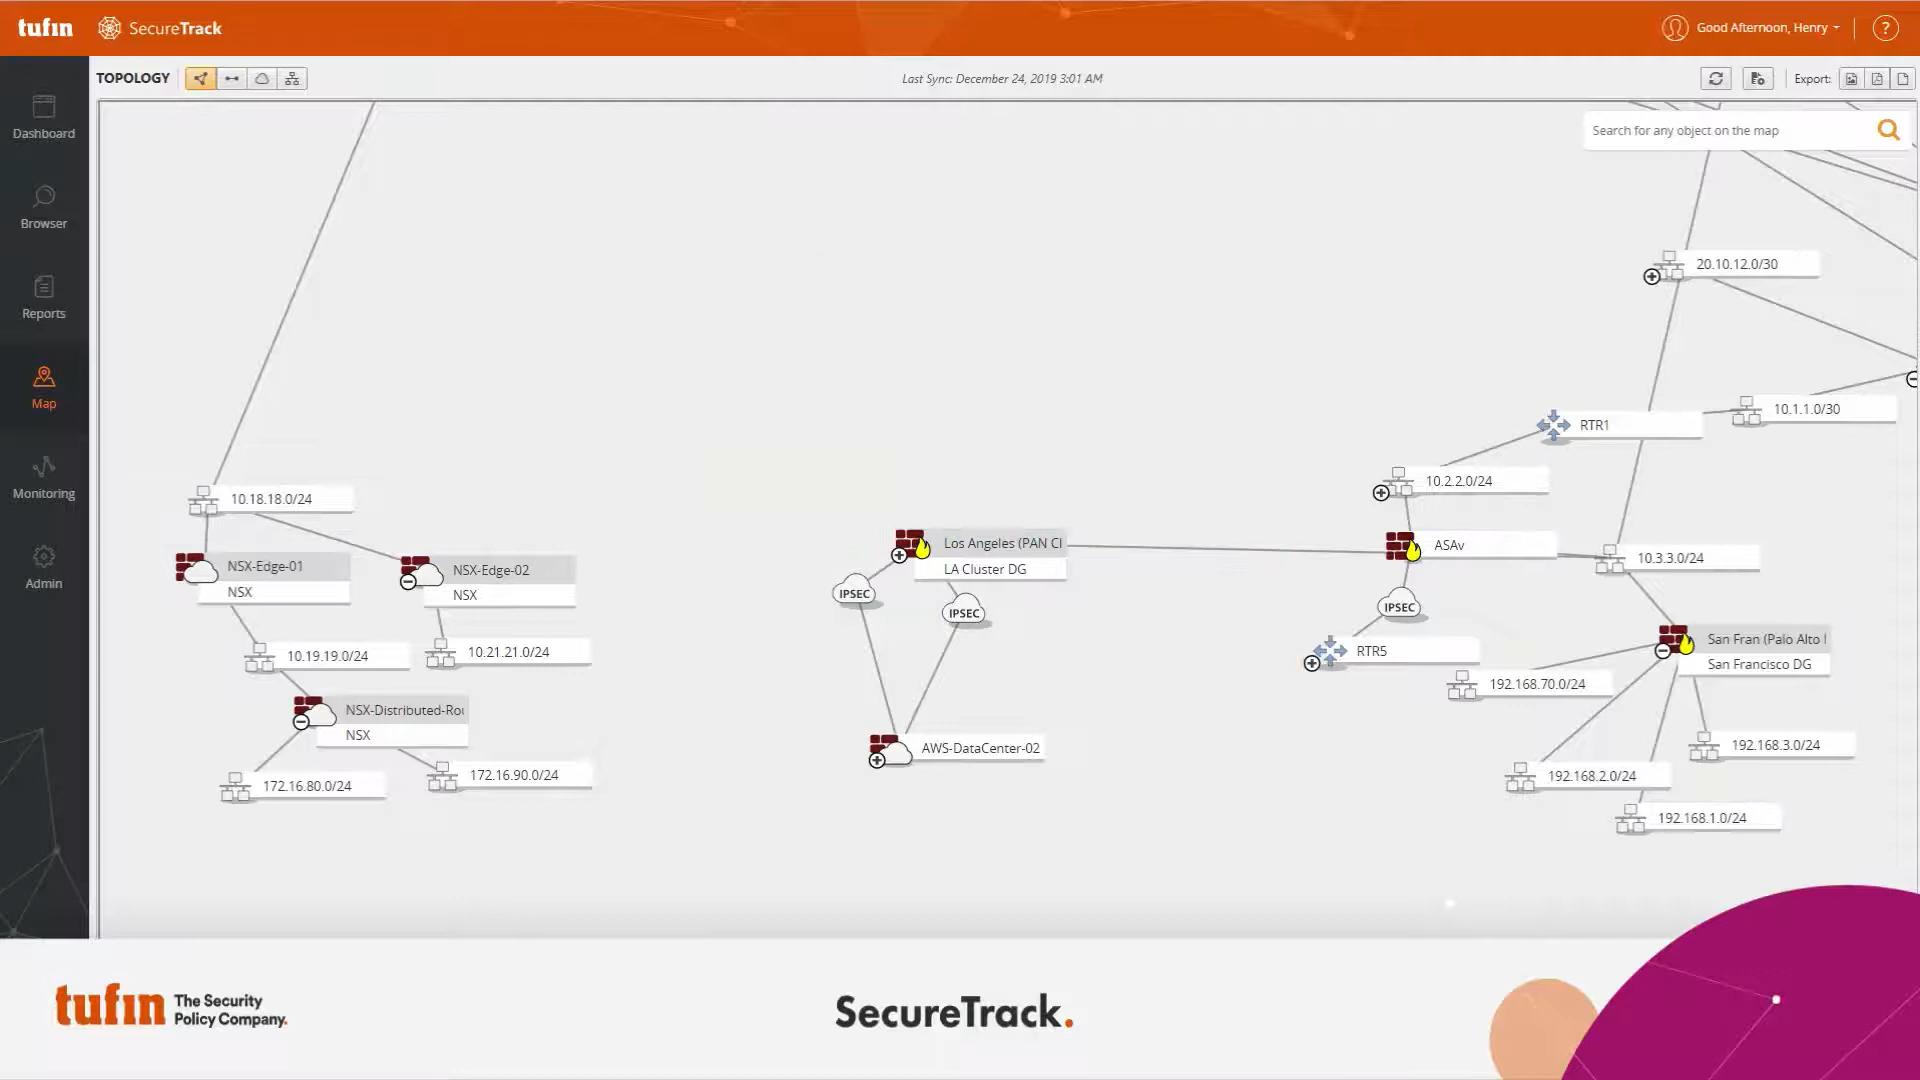 tufin SecureTrack
Good Afternoon, Henry
?
TOPOLOGY
Last Sync: December 24, 2019 3:01 AM
Export:
Dashboard
Browser
Reports
Map
Monitoring
Admin
Search for any object on the map
20.10.12.0/30
10.1.1.0/30
RTR1
10.2.2.0/24
10.18.18.0/24
Los Angeles (PAN Cl
LA Cluster DG
ASAv
10.3.3.0/24
NSX-Edge-01
NSX
NSX-Edge-02
NSX
IPSEC
IPSEC
IPSEC
San Fran (Palo Alto
San Francisco DG
10.19.19.0/24
10.21.21.0/24
RTR5
192.168.70.0/24
NSX-Distributed-Rou
NSX
AWS-DataCenter-02
192.168.3.0/24
172.16.80.0/24
172.16.90.0/24
192.168.2.0/24
192.168.1.0/24
tufin The Security
Policy Company.
SecureTrack.